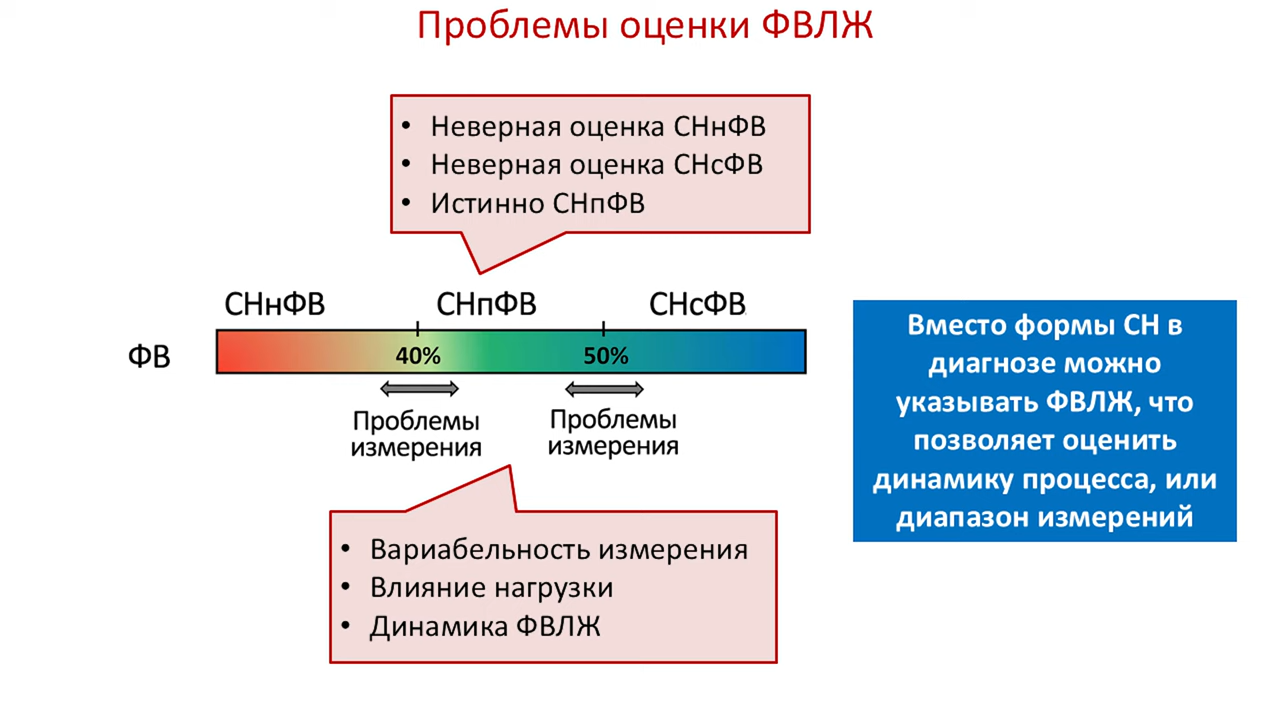 Проблемы оценки ФВЛЖ
• Неверная оценка СНнФВ
• Неверная оценка СНсФВ
• Истинно СНпФВ
СНнФВ СНпФВ СНсФВ
ФВ 40% 50%
Проблемы измерения
Проблемы измерения
• Вариабельность измерения
• Влияние нагрузки
• Динамика ФВЛЖ
Вместо формы СН в
диагнозе можно
указывать ФВЛЖ, что
позволяет оценить
динамику процесса, или
диапазон измерений